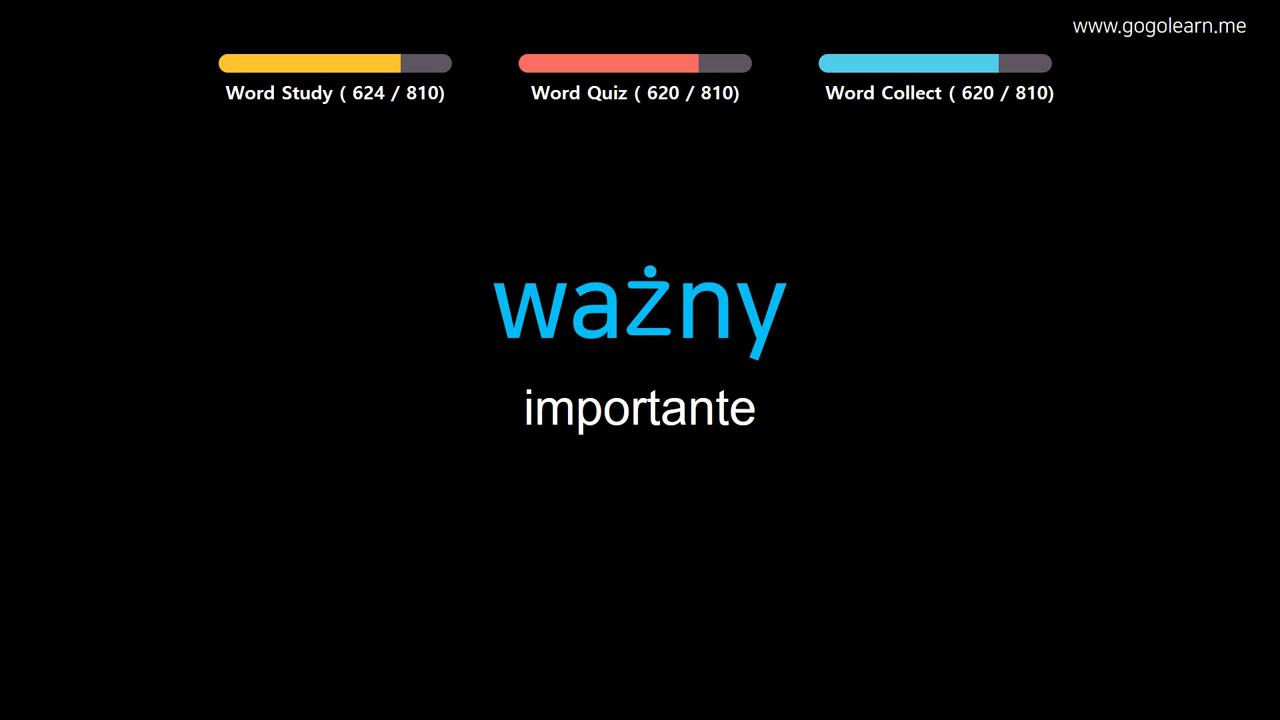 www.gogolearn.me
Word Study ( 624 / 810)
Word Quiz ( 620 / 810)
Word Collect ( 620 / 810)
ważny
importante